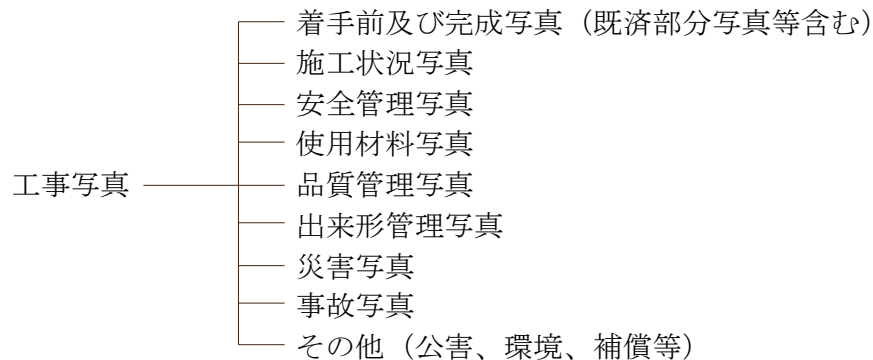 着手前及び完成写真（既済部分写真等含む）
施工状況写真
安全管理写真
使用材料写真
工事写真
品質管理写真
出来形管理写真
災害写真
事故写真
その他（公害、環境、補償等）